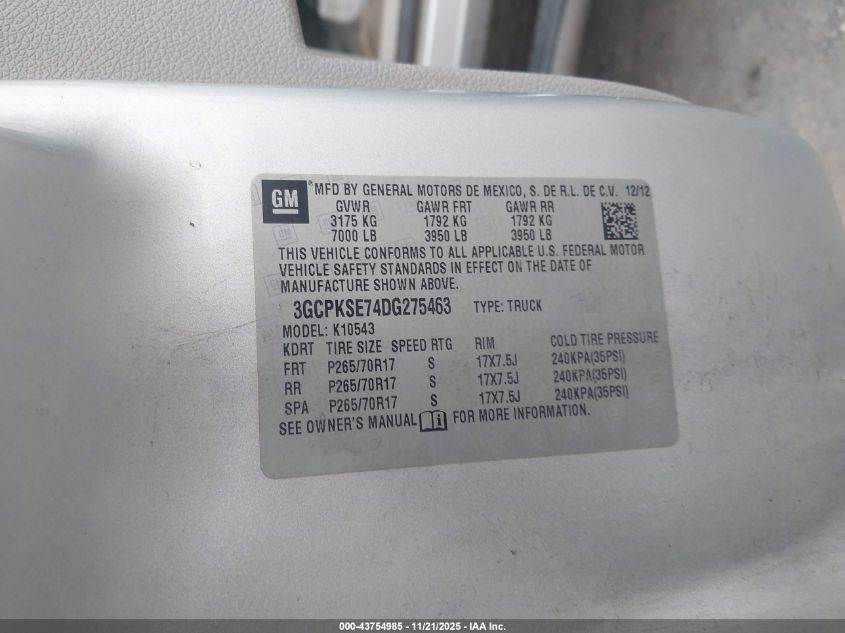 GM ® MFD BY GENERAL MOTORS DE MEXICO, S. DE R.L. DE C.V. 12/12
GVWR GAWR FRT GAWR RR
3175 KG 1792 KG 1792 KG
7000 LB 3950 LB 3950 LB
THIS VEHICLE CONFORMS TO ALL APPLICABLE U.S. FEDERAL MOTOR
VEHICLE SAFETY STANDARDS IN EFFECT ON THE DATE OF
MANUFACTURE SHOWN ABOVE.
3GCPKSE74DG275463 TYPE: TRUCK
MODEL: K10543
KDRT TIRE SIZE SPEED RTG RIM COLD TIRE PRESSURE
FRT P265/70R17 S 17X7.5J 240KPA(35PSI)
RR P265/70R17 S 17X7.5J 240KPA(35PSI)
SPA P265/70R17 S 17X7.5J 240KPA(35PSI)
SEE OWNER'S MANUAL i FOR MORE INFORMATION.
000-43754985 - 11/21/2025 - IAA Inc.